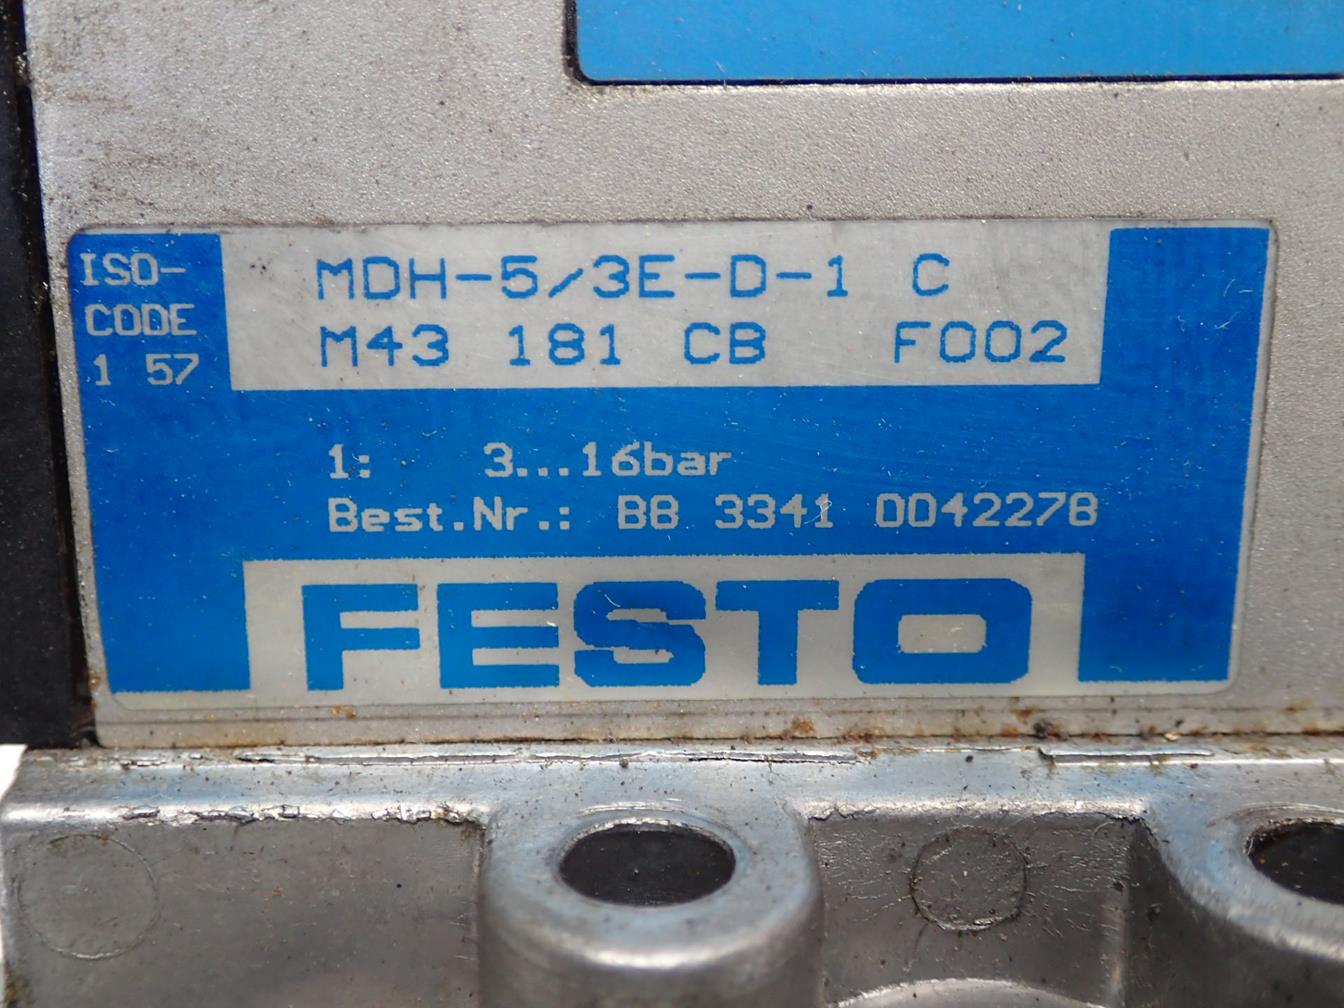 ISO-
CODE
1 57
MDH-5/3E-D-1 C
M43 181 CB F002
1: 3...16bar
Best.Nr.: BB 3341 0042278
FESTO